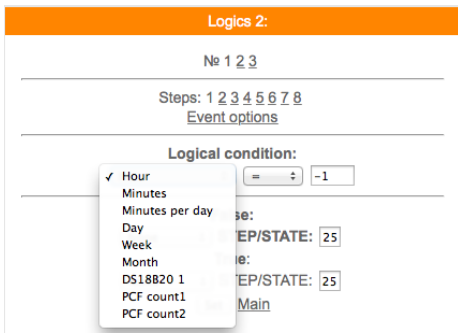 Logics 2:
№ 1 2 3
Steps: 1 2 3 4 5 6 7 8
Event options
Logical condition:
✓ Hour = -1
Minutes
Minutes per day
Day
Week
Month
DS18B20 1
PCF count1
PCF count2
se:
EP/STATE: 25
ue:
EP/STATE: 25
Main